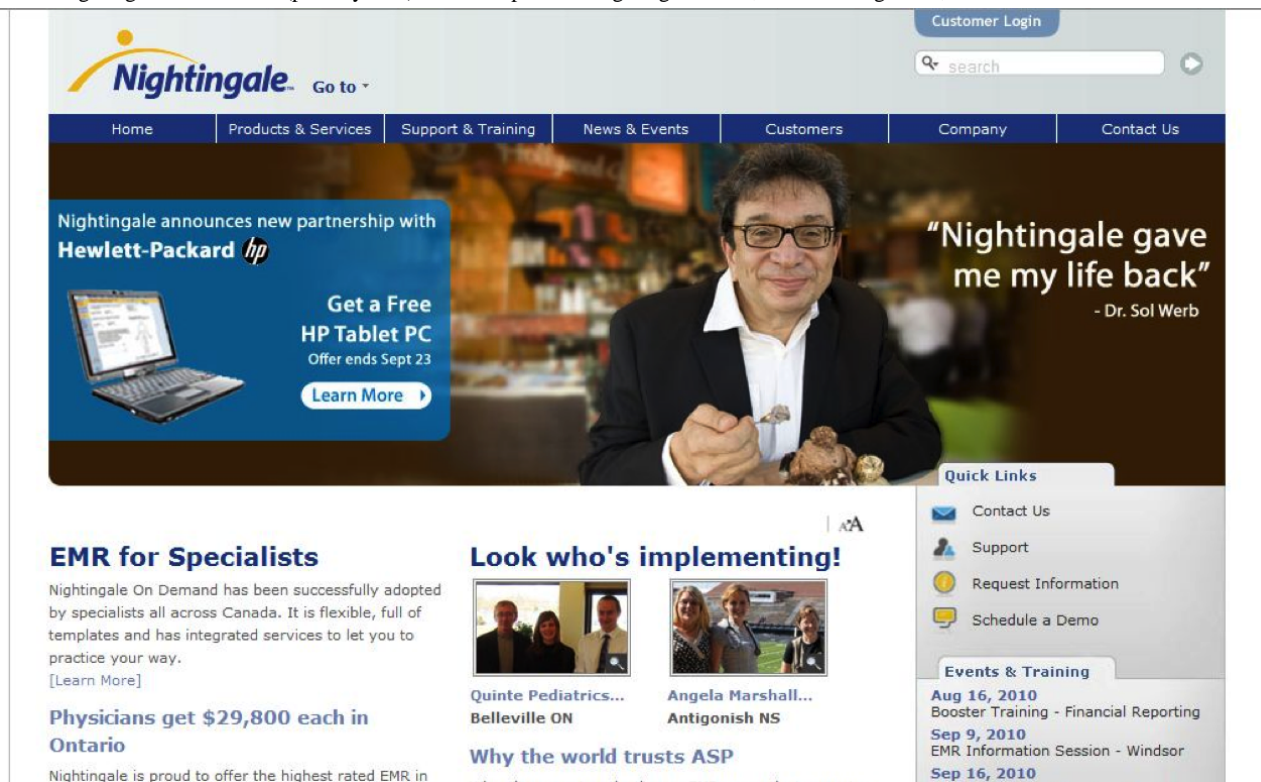 Customer Login
Nightingale
Go to
search
Home
Products & Services
Support & Training
News & Events
Customers
Company
Contact Us
Nightingale announces new partnership with
Hewlett-Packard hp
Get a Free
HP Tablet PC
Offer ends Sept 23
Learn More
"Nightingale gave
me my life back"
- Dr. Sol Werb
Quick Links
Contact Us
Support
Request Information
Schedule a Demo
AAA
EMR for Specialists
Nightingale On Demand has been successfully adopted
by specialists all across Canada. It is flexible, full of
templates and has integrated services to let you to
practice your way.
[Learn More]
Physicians get $29,800 each in
Ontario
Nightingale is proud to offer the highest rated EMR in
Look who's implementing!
Quinte Pediatrics...
Belleville ON
Angela Marshall...
Antigonish NS
Why the world trusts ASP
Events & Training
Aug 16, 2010
Booster Training - Financial Reporting
Sep 9, 2010
EMR Information Session - Windsor
Sep 16, 2010